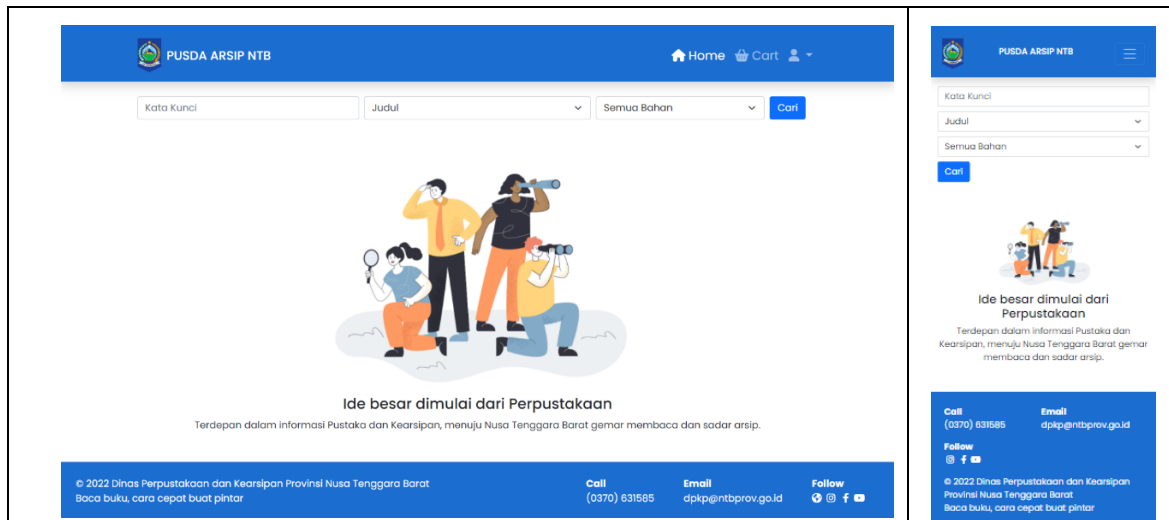 PUSDA ARSIP NTB
Home Cart
Kata Kunci Judul Semua Bahan Cari
Ide besar dimulai dari Perpustakaan
Terdepan dalam informasi Pustaka dan Kearsipan, menuju Nusa Tenggara Barat gemar membaca dan sadar arsip.
© 2022 Dinas Perpustakaan dan Kearsipan Provinsi Nusa Tenggara Barat
Baca buku, cara cepat buat pintar
Call
(0370) 631585
Email
dpkp@ntbprov.go.id
Follow
PUSDA ARSIP NTB
Kata Kunci
Judul
Semua Bahan
Cari
Ide besar dimulai dari
Perpustakaan
Terdepan dalam informasi Pustaka dan
Kearsipan, menuju Nusa Tenggara Barat gemar
membaca dan sadar arsip.
Call
(0370) 631585
Email
dpkp@ntbprov.go.id
Follow
© 2022 Dinas Perpustakaan dan Kearsipan
Provinsi Nusa Tenggara Barat
Baca buku, cara cepat buat pintar